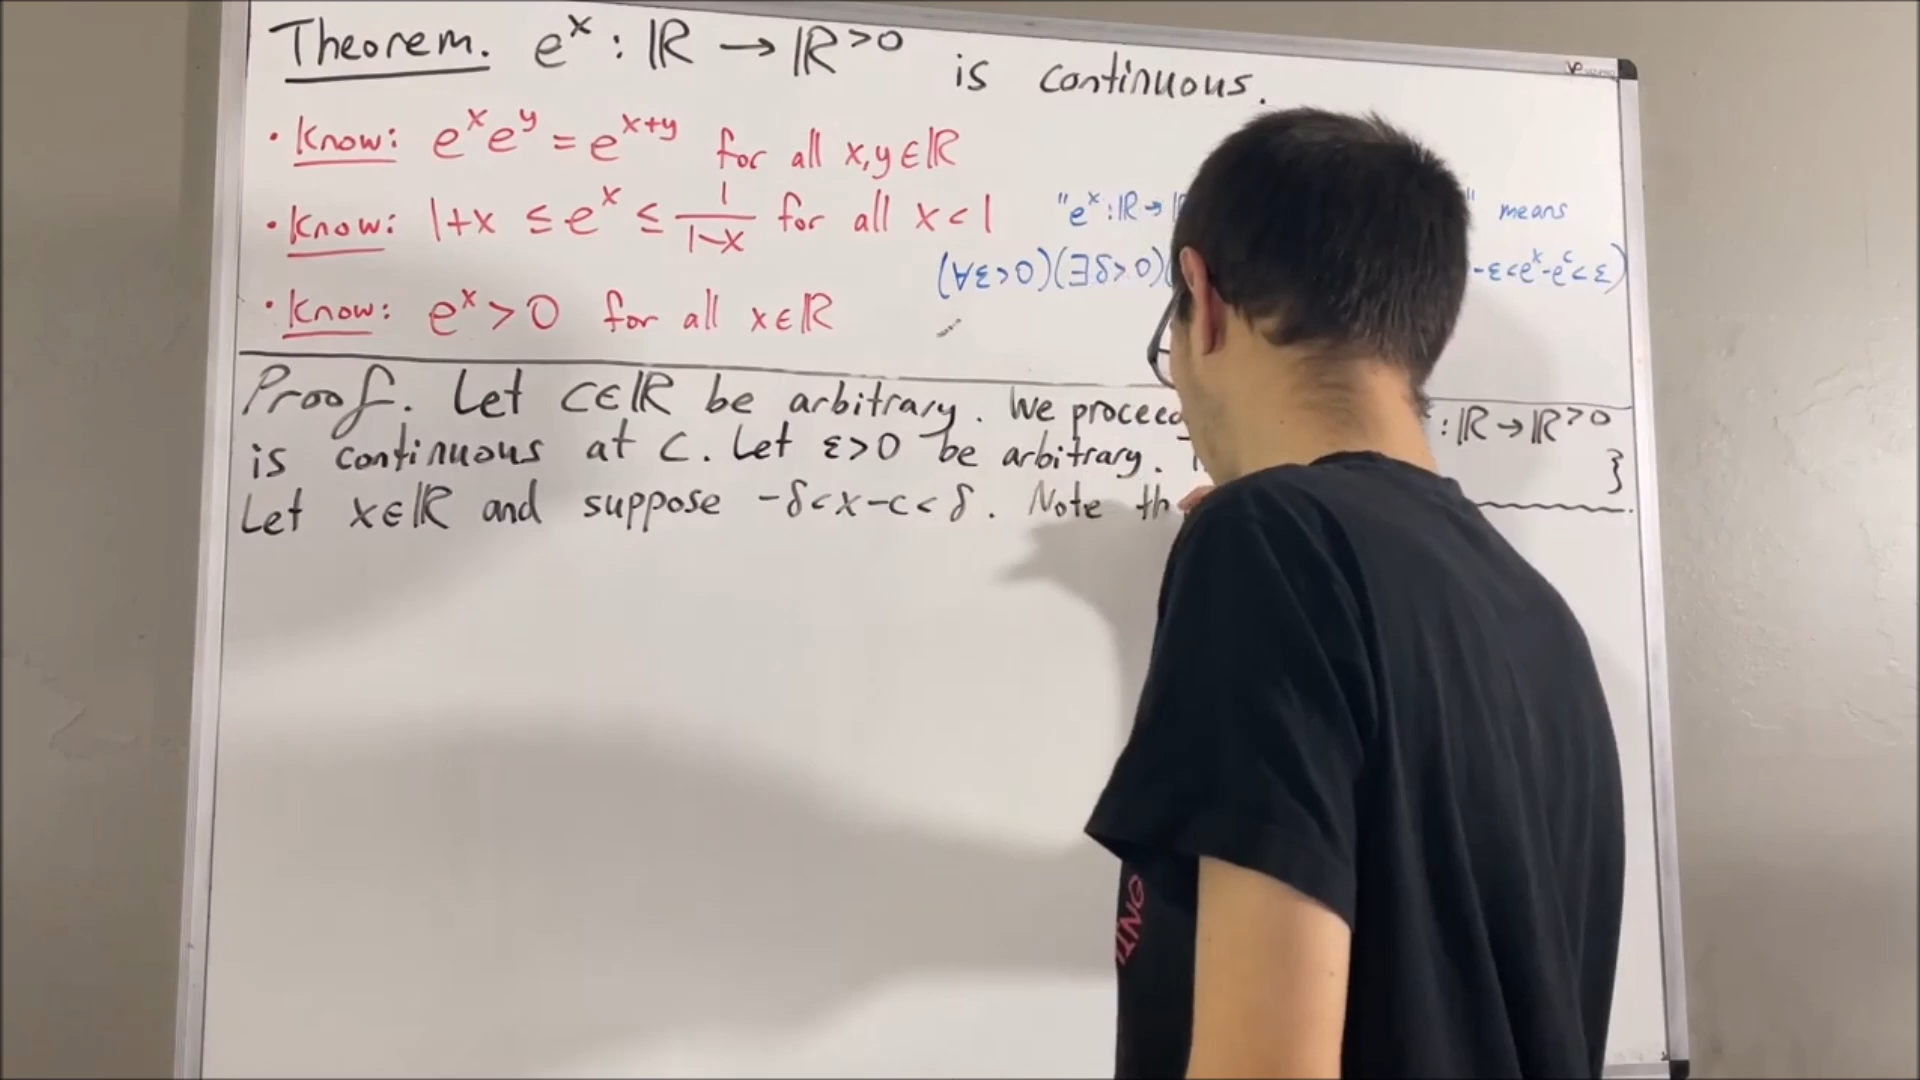 Theorem. e^x : ℝ → ℝ^>0 is continuous.
• Know: e^x e^y = e^x+y for all x, y ∈ ℝ
• Know: 1+x ≤ e^x ≤ 1/1-x for all x < 1
• Know: e^x > 0 for all x ∈ ℝ
"e^x : ℝ → " means
(∀ε>0)(∃δ>0)( -ε<e^x-e^c<ε)
Proof. Let c∈ℝ be arbitrary. We proceed : ℝ → ℝ^>0
is continuous at c. Let ε>0 be arbitrary. }
Let x∈ℝ and suppose -δ<x-c<δ. Note